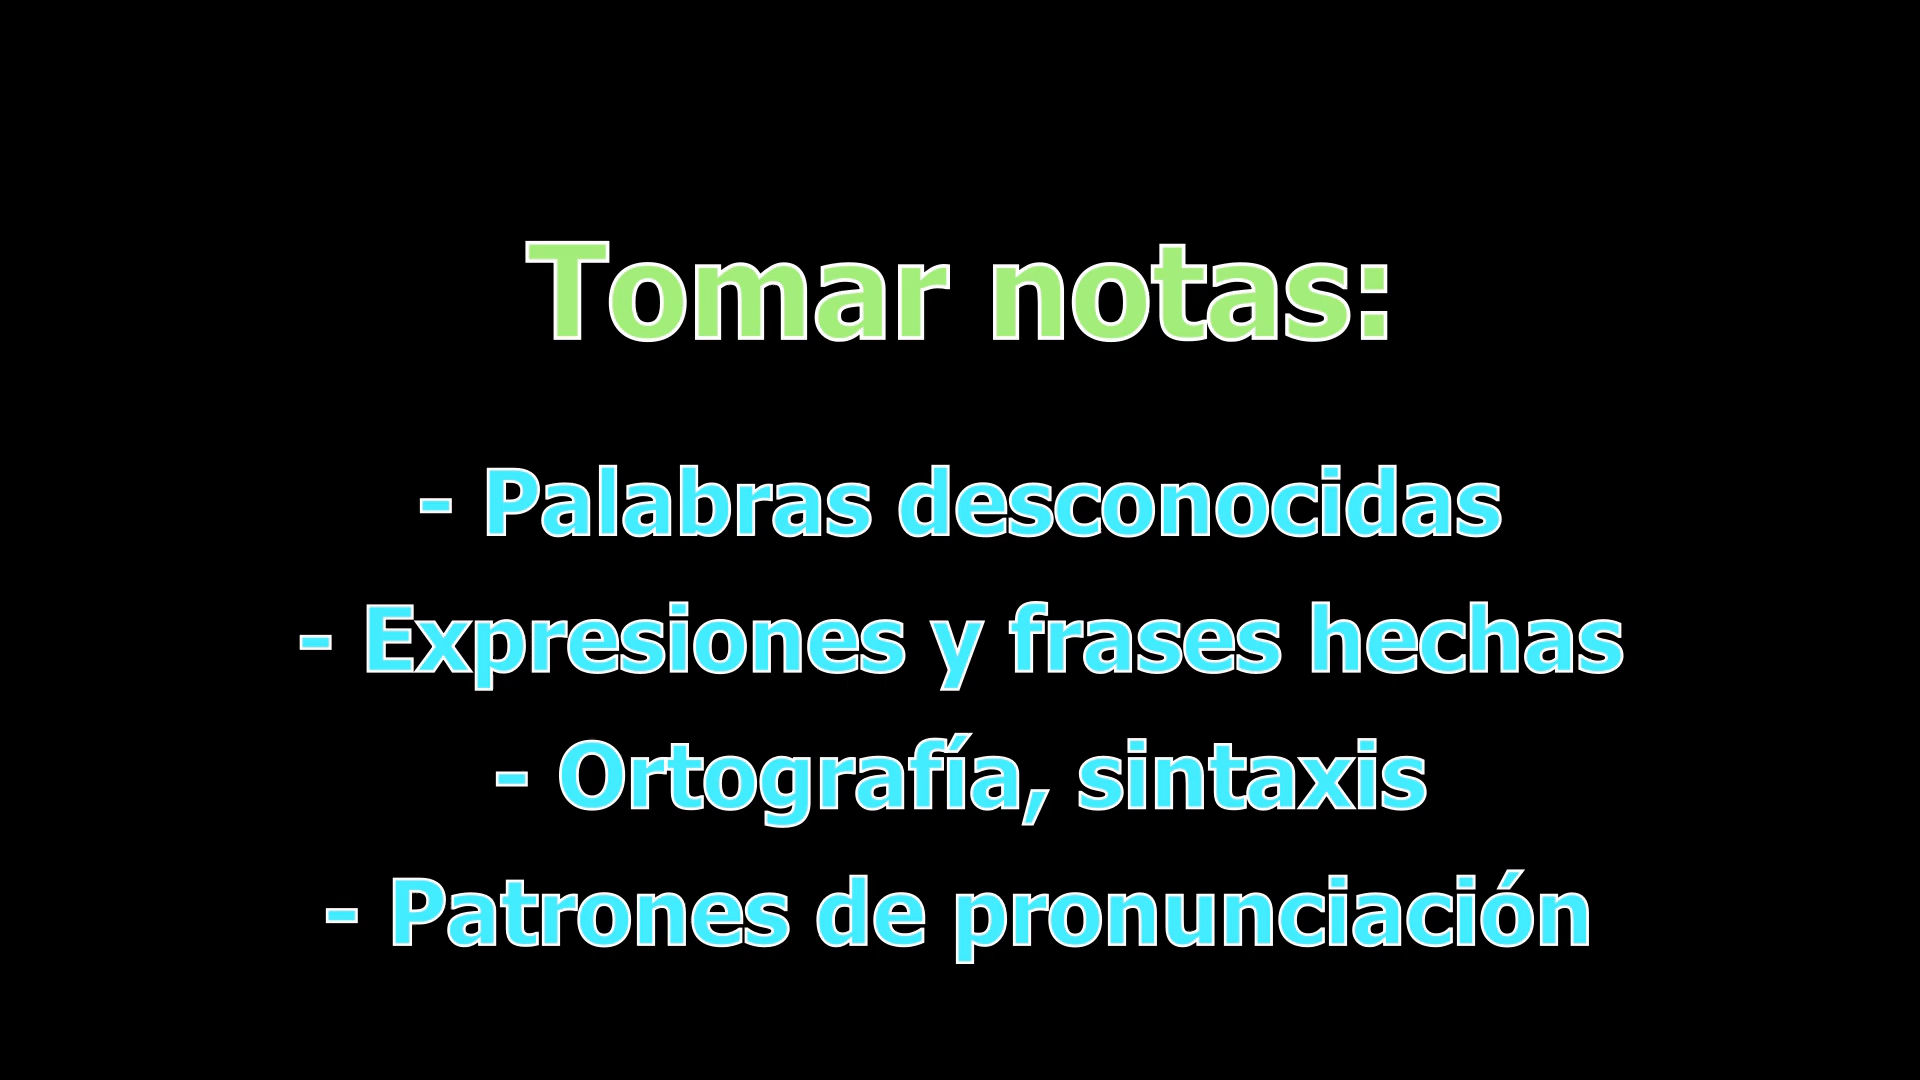 Tomar notas:
- Palabras desconocidas
- Expresiones y frases hechas
- Ortografía, sintaxis
- Patrones de pronunciación